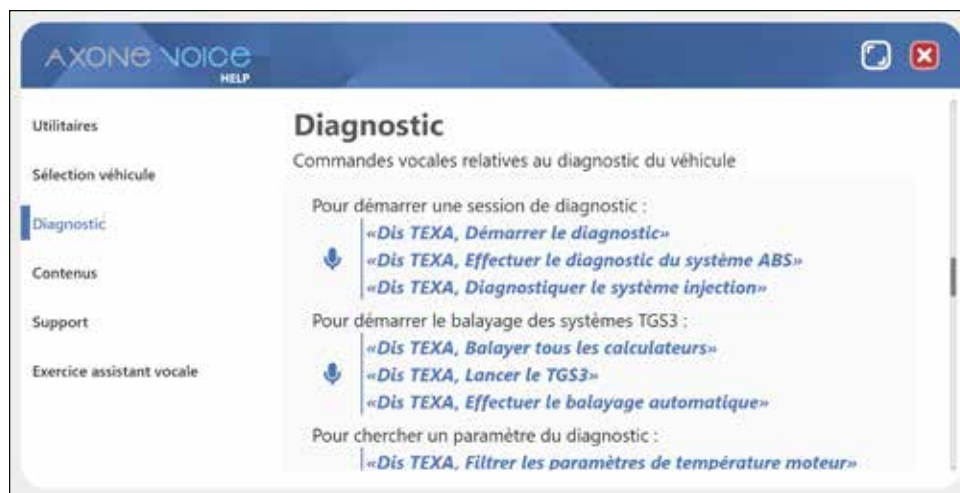 AXONE VOICE
HELP
Utilitaires
Sélection véhicule
Diagnostic
Contenus
Support
Exercice assistant vocale
Diagnostic
Commandes vocales relatives au diagnostic du véhicule
Pour démarrer une session de diagnostic :
«Dis TEXA, Démarrer le diagnostic»
«Dis TEXA, Effectuer le diagnostic du système ABS»
«Dis TEXA, Diagnostiquer le système injection»
Pour démarrer le balayage des systèmes TGS3 :
«Dis TEXA, Balayer tous les calculateurs»
«Dis TEXA, Lancer le TGS3»
«Dis TEXA, Effectuer le balayage automatique»
Pour chercher un paramètre du diagnostic :
«Dis TEXA, Filtrer les paramètres de température moteur»